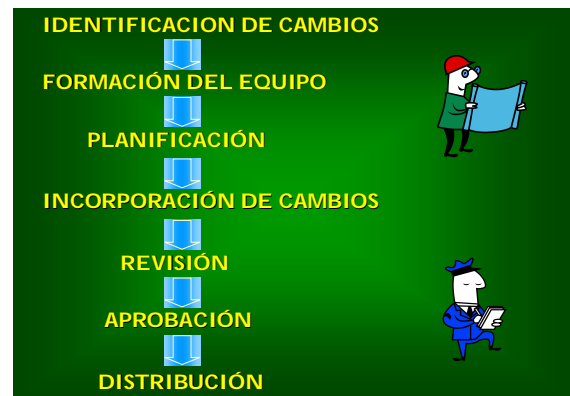 IDENTIFICACION DE CAMBIOS
FORMACIÓN DEL EQUIPO
PLANIFICACIÓN
INCORPORACIÓN DE CAMBIOS
REVISIÓN
APROBACIÓN
DISTRIBUCIÓN